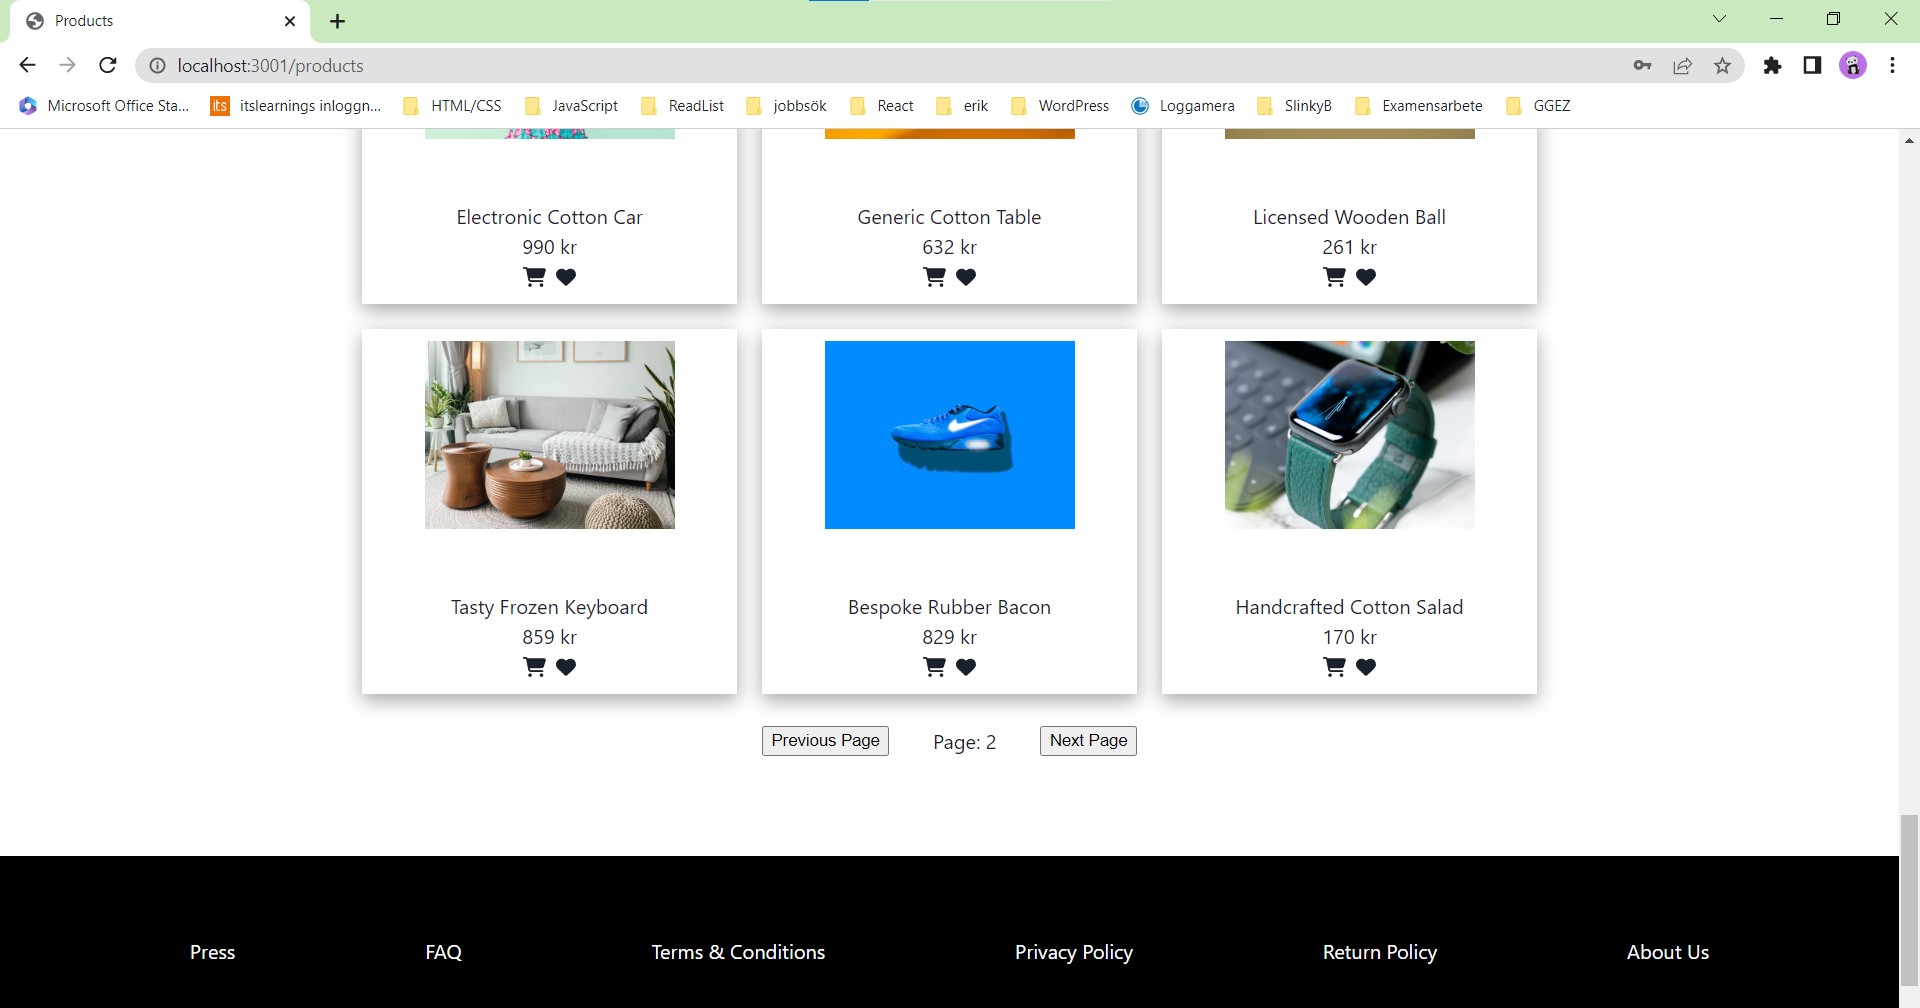 Products
localhost:3001/products
Microsoft Office Sta...
its itslearnings inloggn...
HTML/CSS
JavaScript
ReadList
jobbsök
React
erik
WordPress
Loggamera
SlinkyB
Examensarbete
GGEZ
Electronic Cotton Car
990 kr
Generic Cotton Table
632 kr
Licensed Wooden Ball
261 kr
Tasty Frozen Keyboard
859 kr
Bespoke Rubber Bacon
829 kr
Handcrafted Cotton Salad
170 kr
Previous Page
Page: 2
Next Page
Press
FAQ
Terms & Conditions
Privacy Policy
Return Policy
About Us